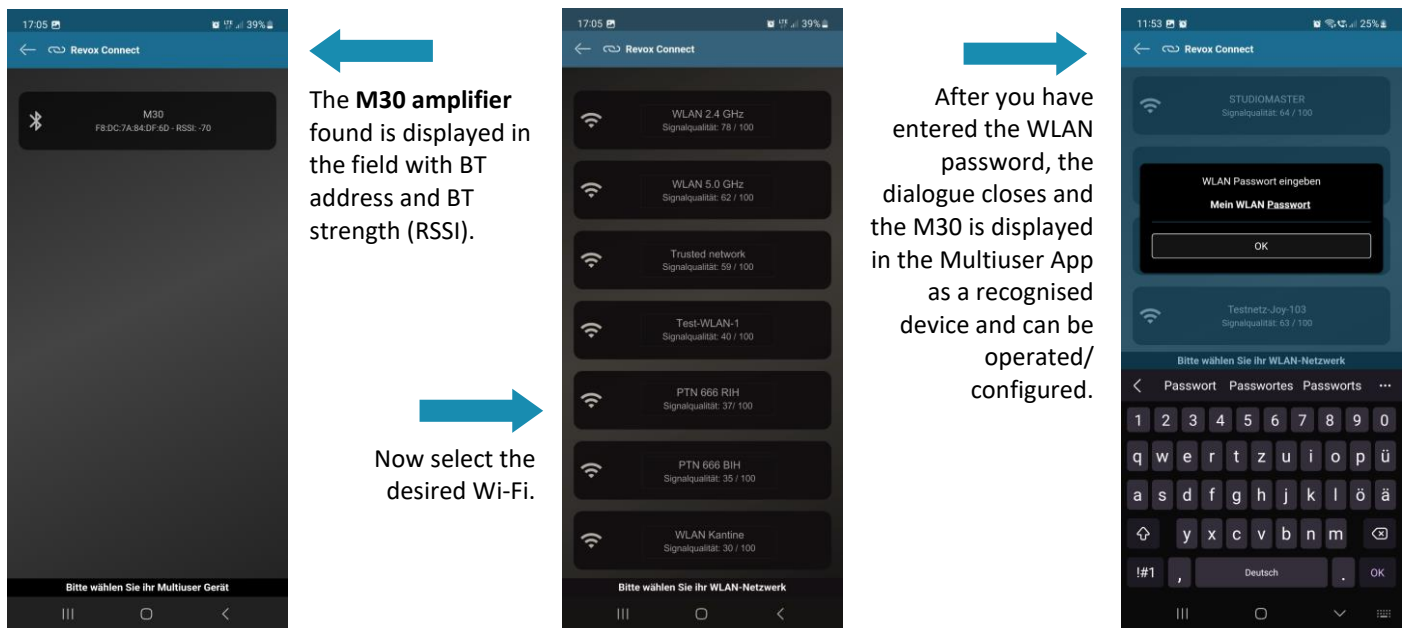 17:05
LTE 39%
Revox Connect
M30
F8:DC:7A:84:DF:6D - RSSI: -70
Bitte wählen Sie ihr Multiuser Gerät
The M30 amplifier
found is displayed in
the field with BT
address and BT
strength (RSSI).
Now select the
desired Wi-Fi.
17:05
LTE 39%
Revox Connect
WLAN 2.4 GHz
Signalqualität: 78 / 100
WLAN 5.0 GHz
Signalqualität: 62 / 100
Trusted network
Signalqualität: 59 / 100
Test-WLAN-1
Signalqualität: 40 / 100
PTN 666 RIH
Signalqualität: 37/ 100
PTN 666 BIH
Signalqualität: 35 / 100
WLAN Kantine
Signalqualität: 30 / 100
Bitte wählen Sie ihr WLAN-Netzwerk
After you have
entered the WLAN
password, the
dialogue closes and
the M30 is displayed
in the Multiuser App
as a recognised
device and can be
operated/
configured.
11:53
25%
Revox Connect
STUDIOMASTER
Signalqualität: 64 / 100
WLAN Passwort eingeben
Mein WLAN Passwort
OK
Testnetz-Joy-103
Signalqualität: 63 / 100
Bitte wählen Sie ihr WLAN-Netzwerk
Passwort Passwortes Passworts ...
1 2 3 4 5 6 7 8 9 0
q w e r t z u i o p ü
a s d f g h j k l ö ä
y x c v b n m
!#1 , Deutsch . OK